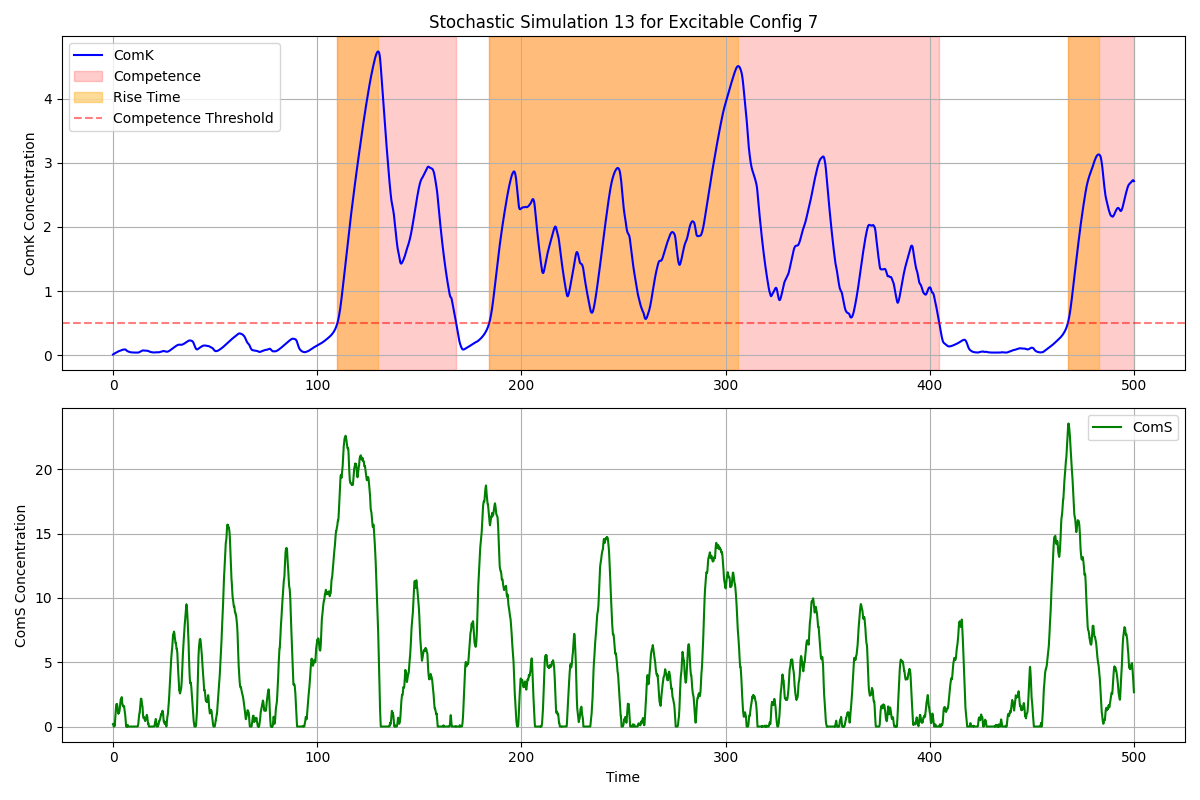 Stochastic Simulation 13 for Excitable Config 7
ComK
Competence
Rise Time
Competence Threshold
ComK Concentration
4
3
2
1
0
0 100 200 300 400 500
ComS
ComS Concentration
20
15
10
5
0
0 100 200 300 400 500
Time